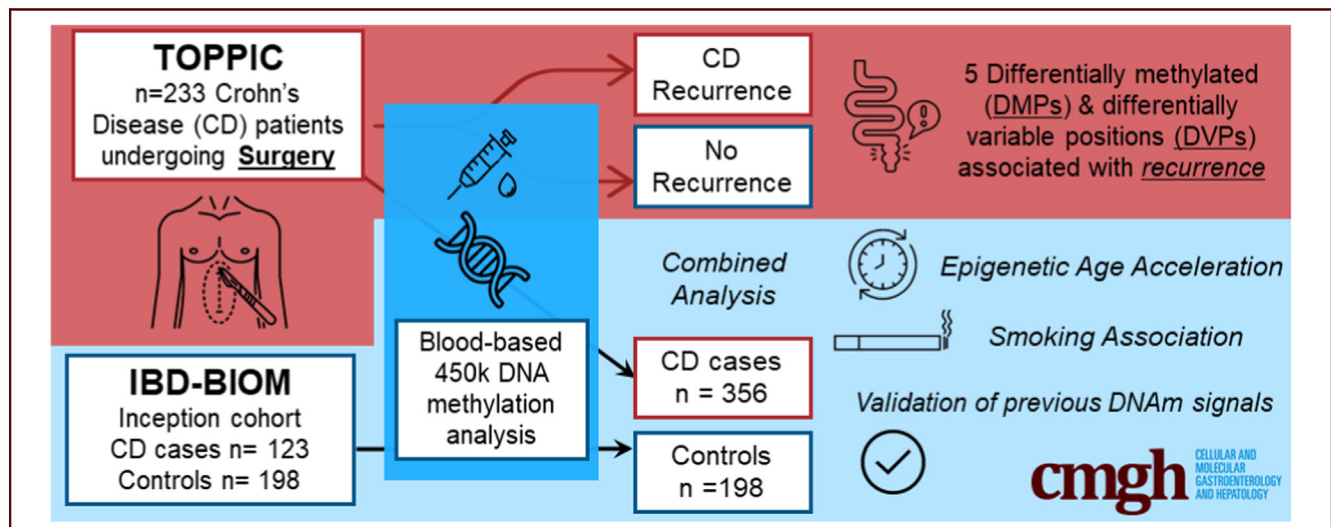 TOPPIC
n=233 Crohn's
Disease (CD) patients
undergoing Surgery
CD
Recurrence
No
Recurrence
5 Differentially methylated
(DMPs) & differentially
variable positions (DVPs)
associated with recurrence
IBD-BIOM
Inception cohort
CD cases n= 123
Controls n= 198
Blood-based
450k DNA
methylation
analysis
Combined
Analysis
CD cases
n = 356
Controls
n =198
Epigenetic Age Acceleration
Smoking Association
Validation of previous DNAm signals
cmgh
CELLULAR AND
MOLECULAR
GASTROENTEROLOGY
AND HEPATOLOGY